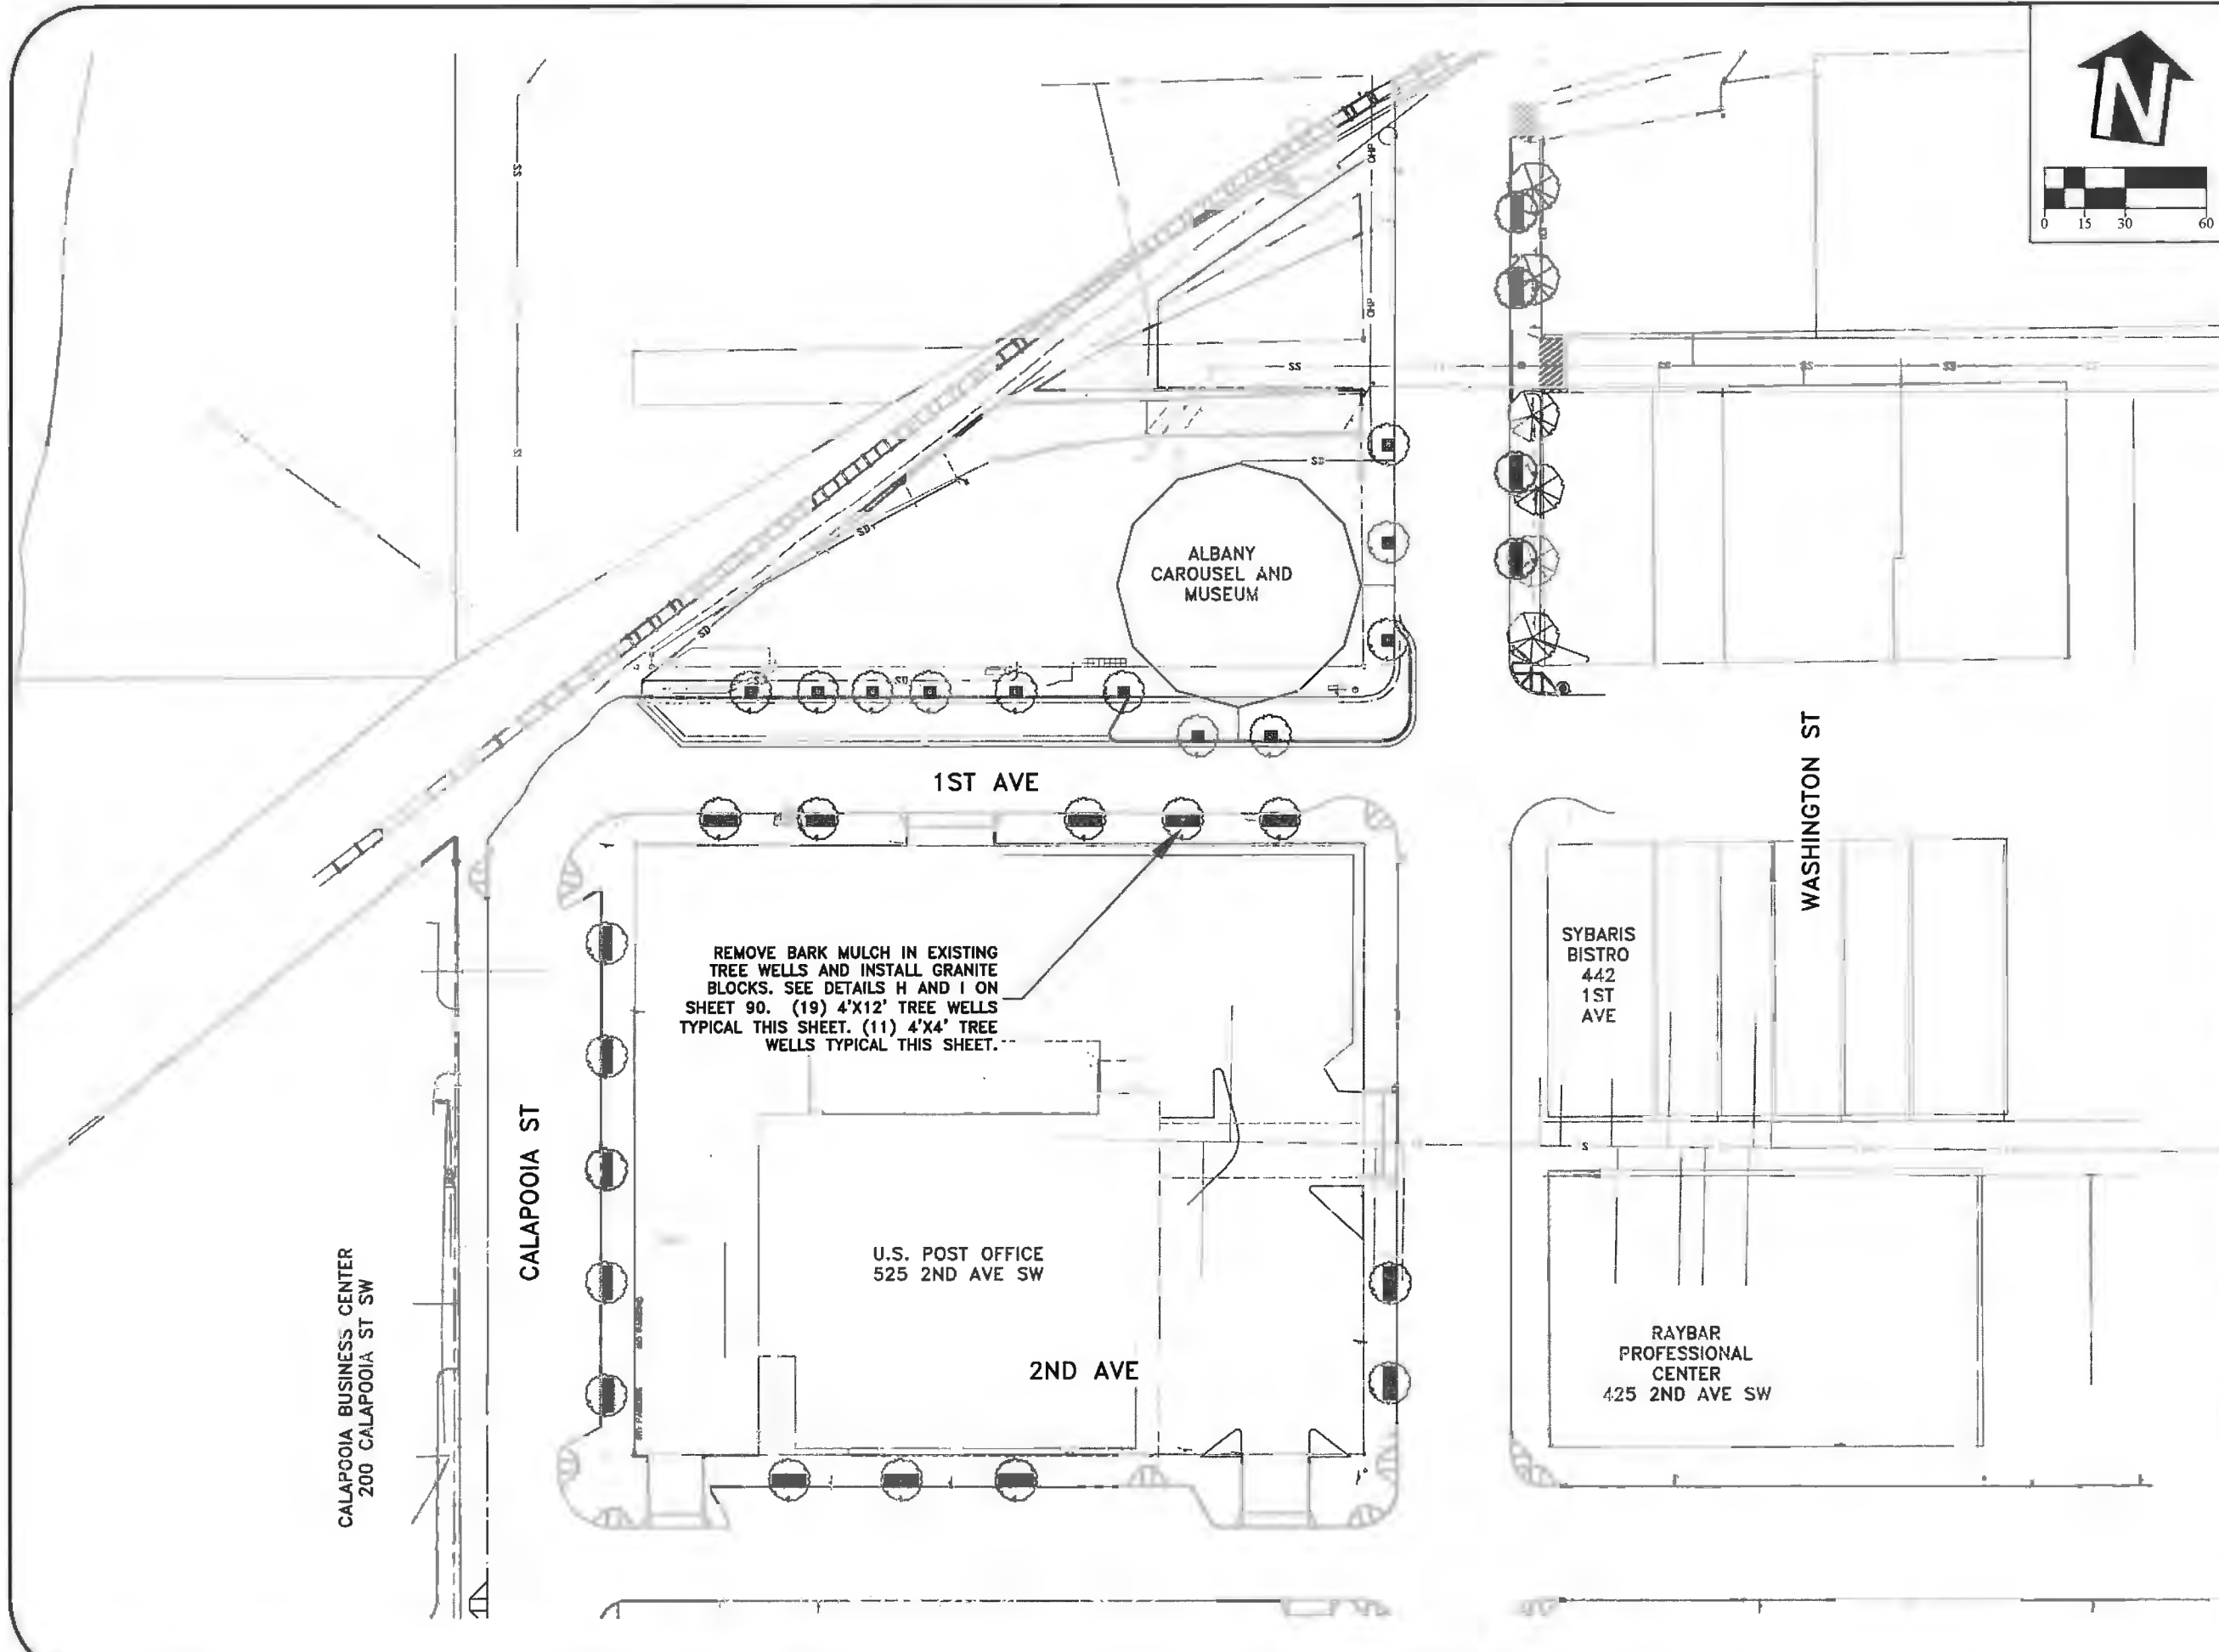 N
0 15 30 60
SS
SS
OHP
OHP
SS
SS
SS
SS
SD
SD
SD
SD
ALBANY
CAROUSEL AND
MUSEUM
1ST AVE
WASHINGTON ST
REMOVE BARK MULCH IN EXISTING
TREE WELLS AND INSTALL GRANITE
BLOCKS. SEE DETAILS H AND I ON
SHEET 90. (19) 4'X12' TREE WELLS
TYPICAL THIS SHEET. (11) 4'X4' TREE
WELLS TYPICAL THIS SHEET.
SYBARIS
BISTRO
442
1ST
AVE
CALAPOOIA ST
S
U.S. POST OFFICE
525 2ND AVE SW
CALAPOOIA BUSINESS CENTER
200 CALAPOOIA ST SW
2ND AVE
RAYBAR
PROFESSIONAL
CENTER
425 2ND AVE SW